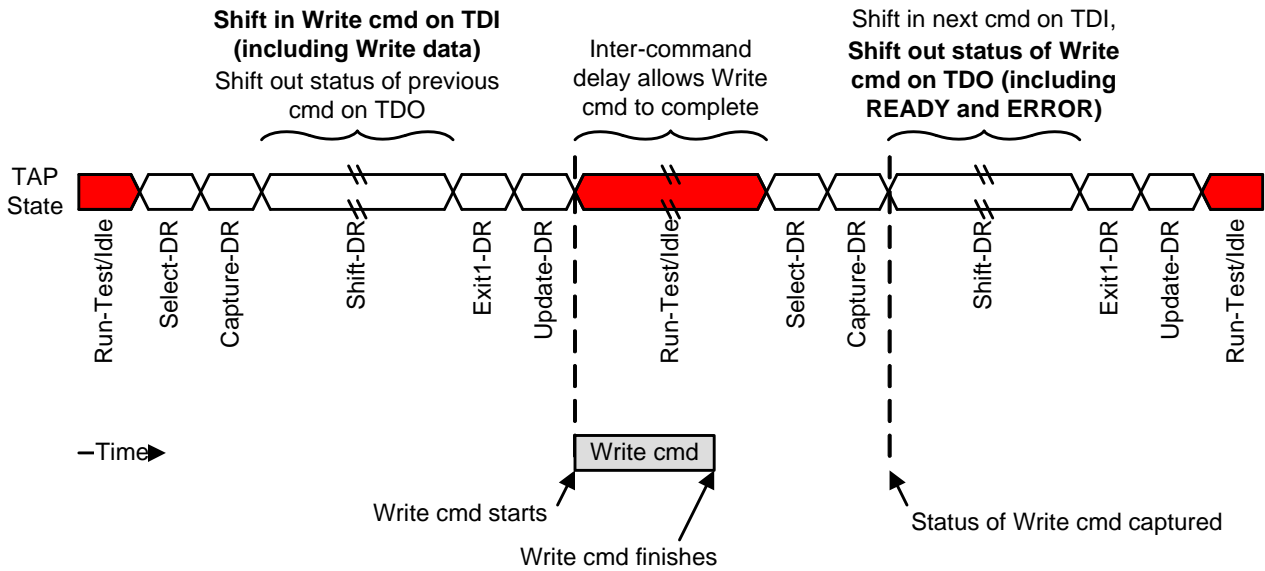 Shift in Write cmd on TDI
(including Write data)
Shift out status of previous
cmd on TDO
Inter-command
delay allows Write
cmd to complete
Shift in next cmd on TDI,
Shift out status of Write
cmd on TDO (including
READY and ERROR)
TAP
State
Run-Test/Idle
Select-DR
Capture-DR
Shift-DR
Exit1-DR
Update-DR
Run-Test/Idle
Select-DR
Capture-DR
Shift-DR
Exit1-DR
Update-DR
Run-Test/Idle
Time
Write cmd
Write cmd starts
Write cmd finishes
Status of Write cmd captured